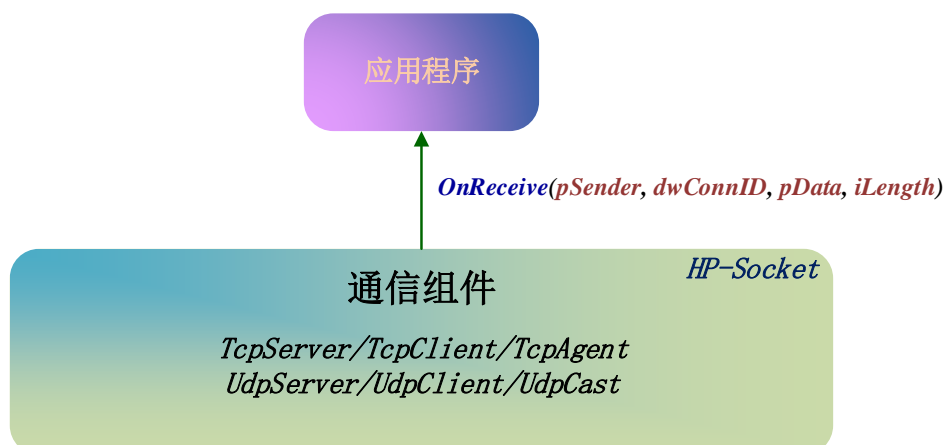 应用程序
OnReceive(pSender, dwConnID, pData, iLength)
HP-Socket
通信组件
TcpServer/TcpClient/TcpAgent
UdpServer/UdpClient/UdpCast